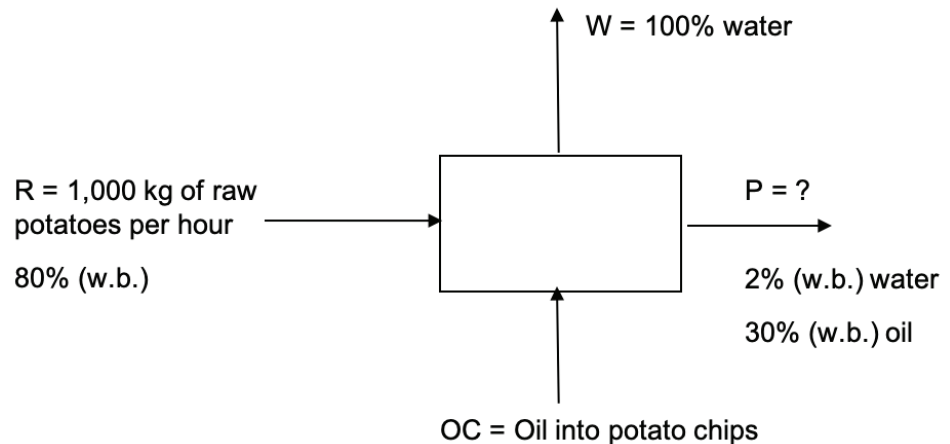 W = 100% water
R = 1,000 kg of raw
potatoes per hour
80% (w.b.)
P = ?
2% (w.b.) water
30% (w.b.) oil
OC = Oil into potato chips